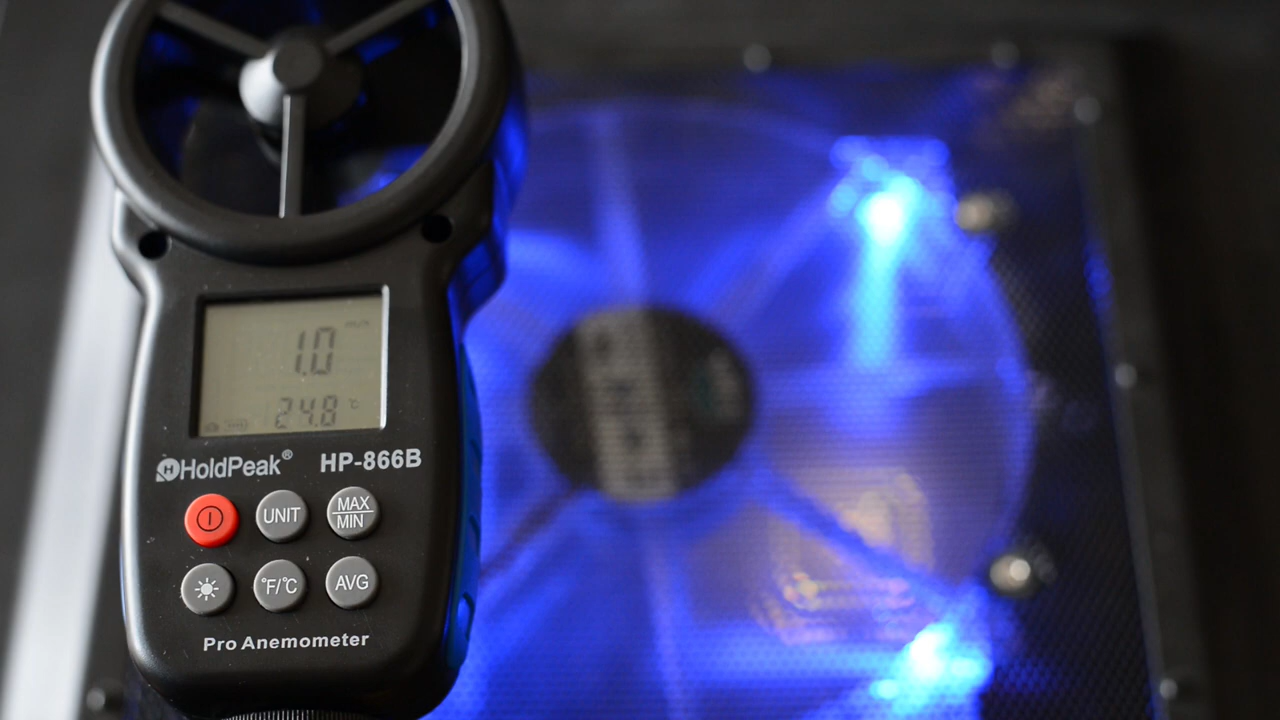 1.0
24.8 °C
HoldPeak® HP-866B
UNIT MAX MIN
°F/°C AVG
Pro Anemometer